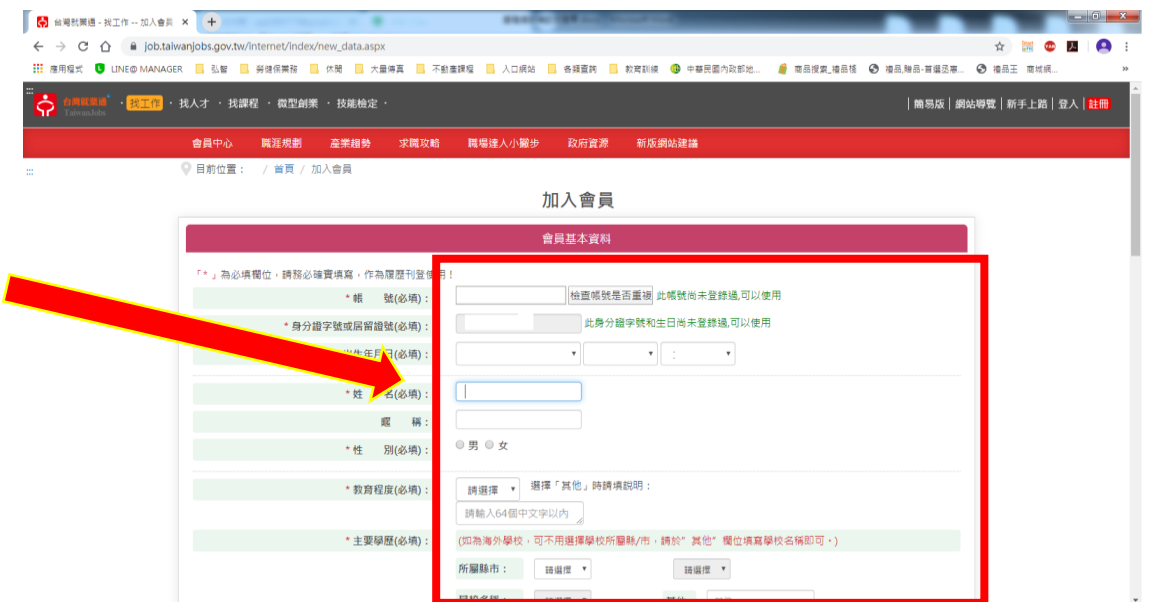 台灣就業通 - 找工作 -- 加入會員
job.taiwanjobs.gov.tw/internet/index/new_data.aspx
應用程式 LINE@ MANAGER 弘智 勞健保業務 休閒 大量傳真 不動產課程 入口網站 各類查詢 教育訓練 中華民國內政部地... 商品搜索_禮品棧 禮品,贈品-首選丞專... 禮品王 商城網... »
台灣就業通 TaiwanJobs · 找工作 · 找人才 · 找課程 · 微型創業 · 技能檢定 · | 簡易版 | 網站導覽 | 新手上路 | 登入 | 註冊
會員中心 職涯規劃 產業趨勢 求職攻略 職場達人小撇步 政府資源 新版網站建議
::: 目前位置： / 首頁 / 加入會員
加入會員
會員基本資料
「*」為必填欄位，請務必確實填寫，作為履歷刊登使用！
* 帳 號(必填)： 檢查帳號是否重複 此帳號尚未登錄過,可以使用
* 身分證字號或居留證號(必填)： 此身分證字號和生日尚未登錄過,可以使用
出生年月日(必填)： :
* 姓 名(必填)：
暱 稱：
* 性 別(必填)： 男 女
* 教育程度(必填)： 請選擇 選擇「其他」時請填說明：
請輸入64個中文字以內
* 主要學歷(必填)： (如為海外學校，可不用選擇學校所屬縣/市，請於" 其他" 欄位填寫學校名稱即可。)
所屬縣市： 請選擇 請選擇